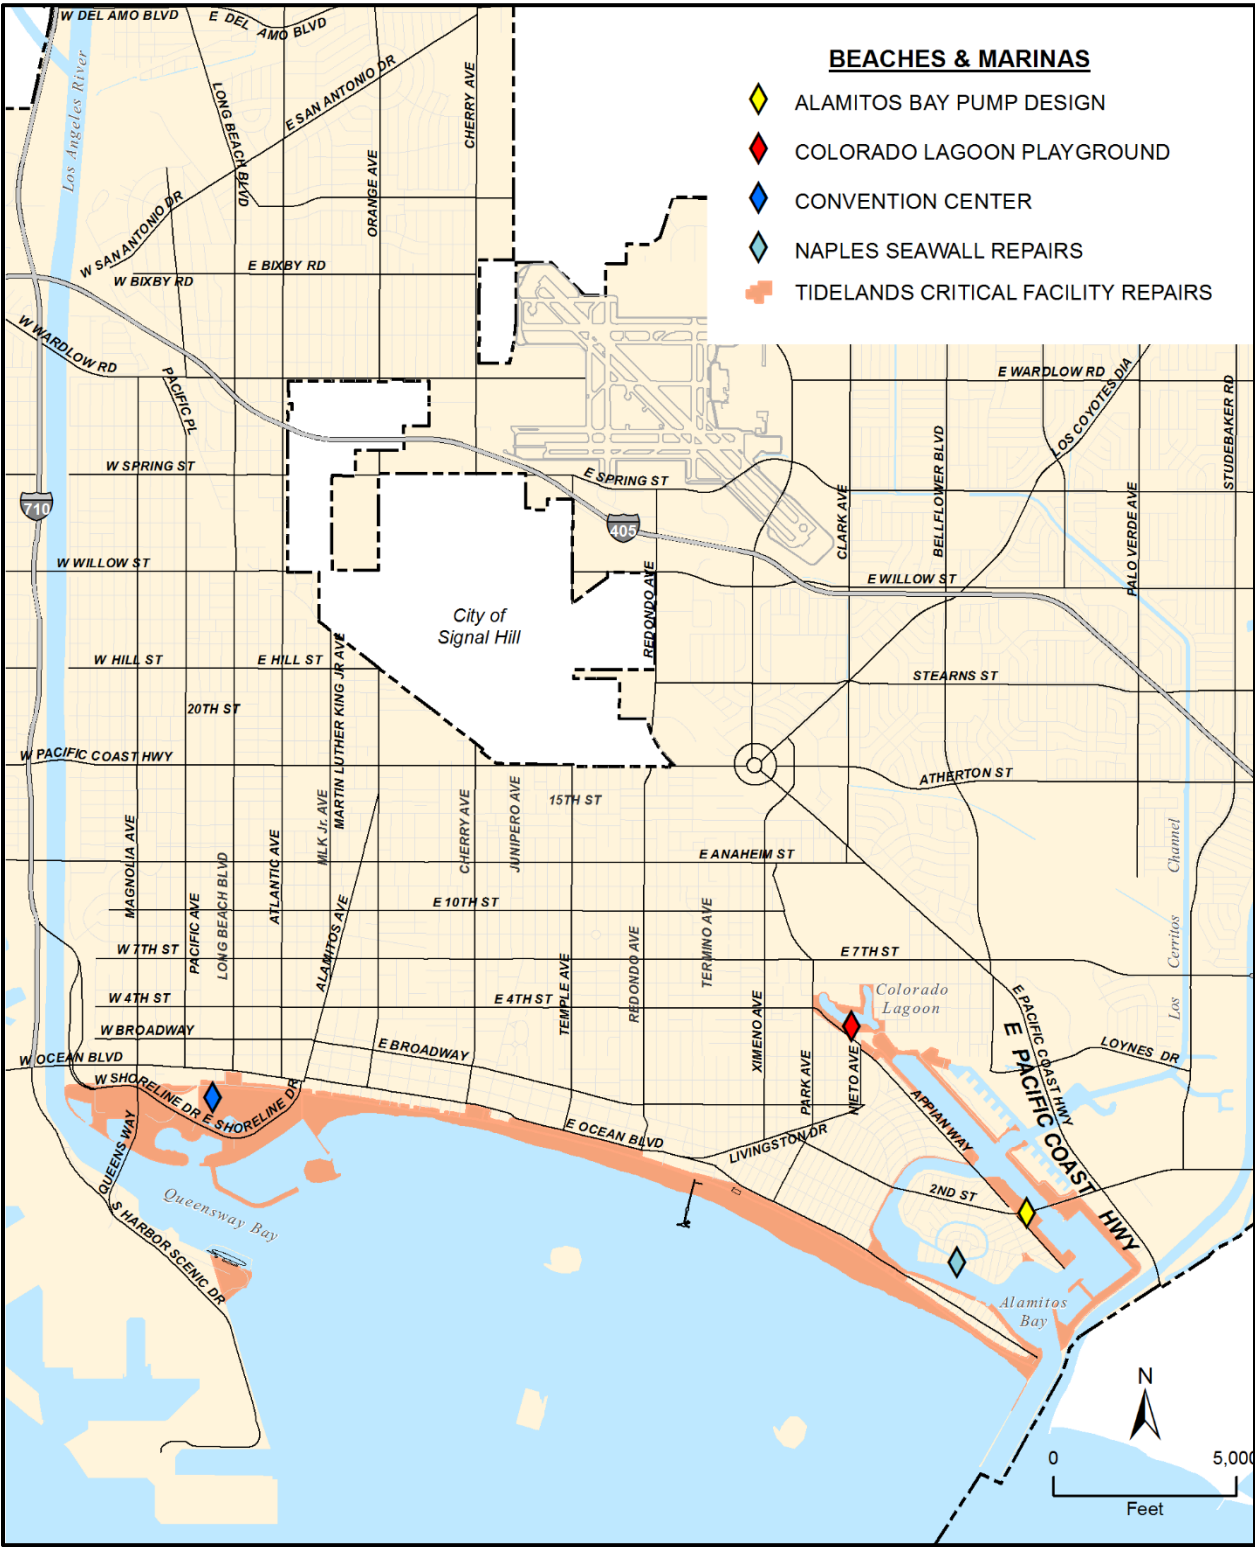 W DEL AMO BLVD
E DEL AMO BLVD
BEACHES & MARINAS
ALAMITOS BAY PUMP DESIGN
COLORADO LAGOON PLAYGROUND
CONVENTION CENTER
NAPLES SEAWALL REPAIRS
TIDELANDS CRITICAL FACILITY REPAIRS
Los Angeles River
LONG BEACH BLVD
E SAN ANTONIO DR
CHERRY AVE
ORANGE AVE
W SAN ANTONIO DR
E BIXBY RD
W BIXBY RD
W WARDLOW RD
PACIFIC PL
E WARDLOW RD
LOS COYOTES DIA
STUDEBAKER RD
W SPRING ST
E SPRING ST
710
405
CLARK AVE
BELLFLOWER BLVD
PALO VERDE AVE
W WILLOW ST
E WILLOW ST
City of
Signal Hill
REDONDO AVE
W HILL ST
E HILL ST
MARTIN LUTHER KING JR AVE
STEARNS ST
20TH ST
W PACIFIC COAST HWY
ATHERTON ST
15TH ST
MLK Jr. AVE
CHERRY AVE
JUNIPERO AVE
MAGNOLIA AVE
ATLANTIC AVE
E ANAHEIM ST
LONG BEACH BLVD
PACIFIC AVE
E 10TH ST
ALAMITOS AVE
TERMINO AVE
REDONDO AVE
TEMPLE AVE
W 7TH ST
E 7TH ST
Los Cerritos Channel
Colorado
Lagoon
W 4TH ST
E 4TH ST
XIMENO AVE
E PACIFIC COAST HWY
E PACIFIC COAST HWY
W BROADWAY
E BROADWAY
LOYNES DR
W OCEAN BLVD
PARK AVE
NIETO AVE
W SHORELINE DR
E SHORELINE DR
APPIAN WAY
E OCEAN BLVD
LIVINGSTON DR
QUEENS WAY
2ND ST
Queensway Bay
S HARBOR SCENIC DR
Alamitos
Bay
N
0
5,000
Feet